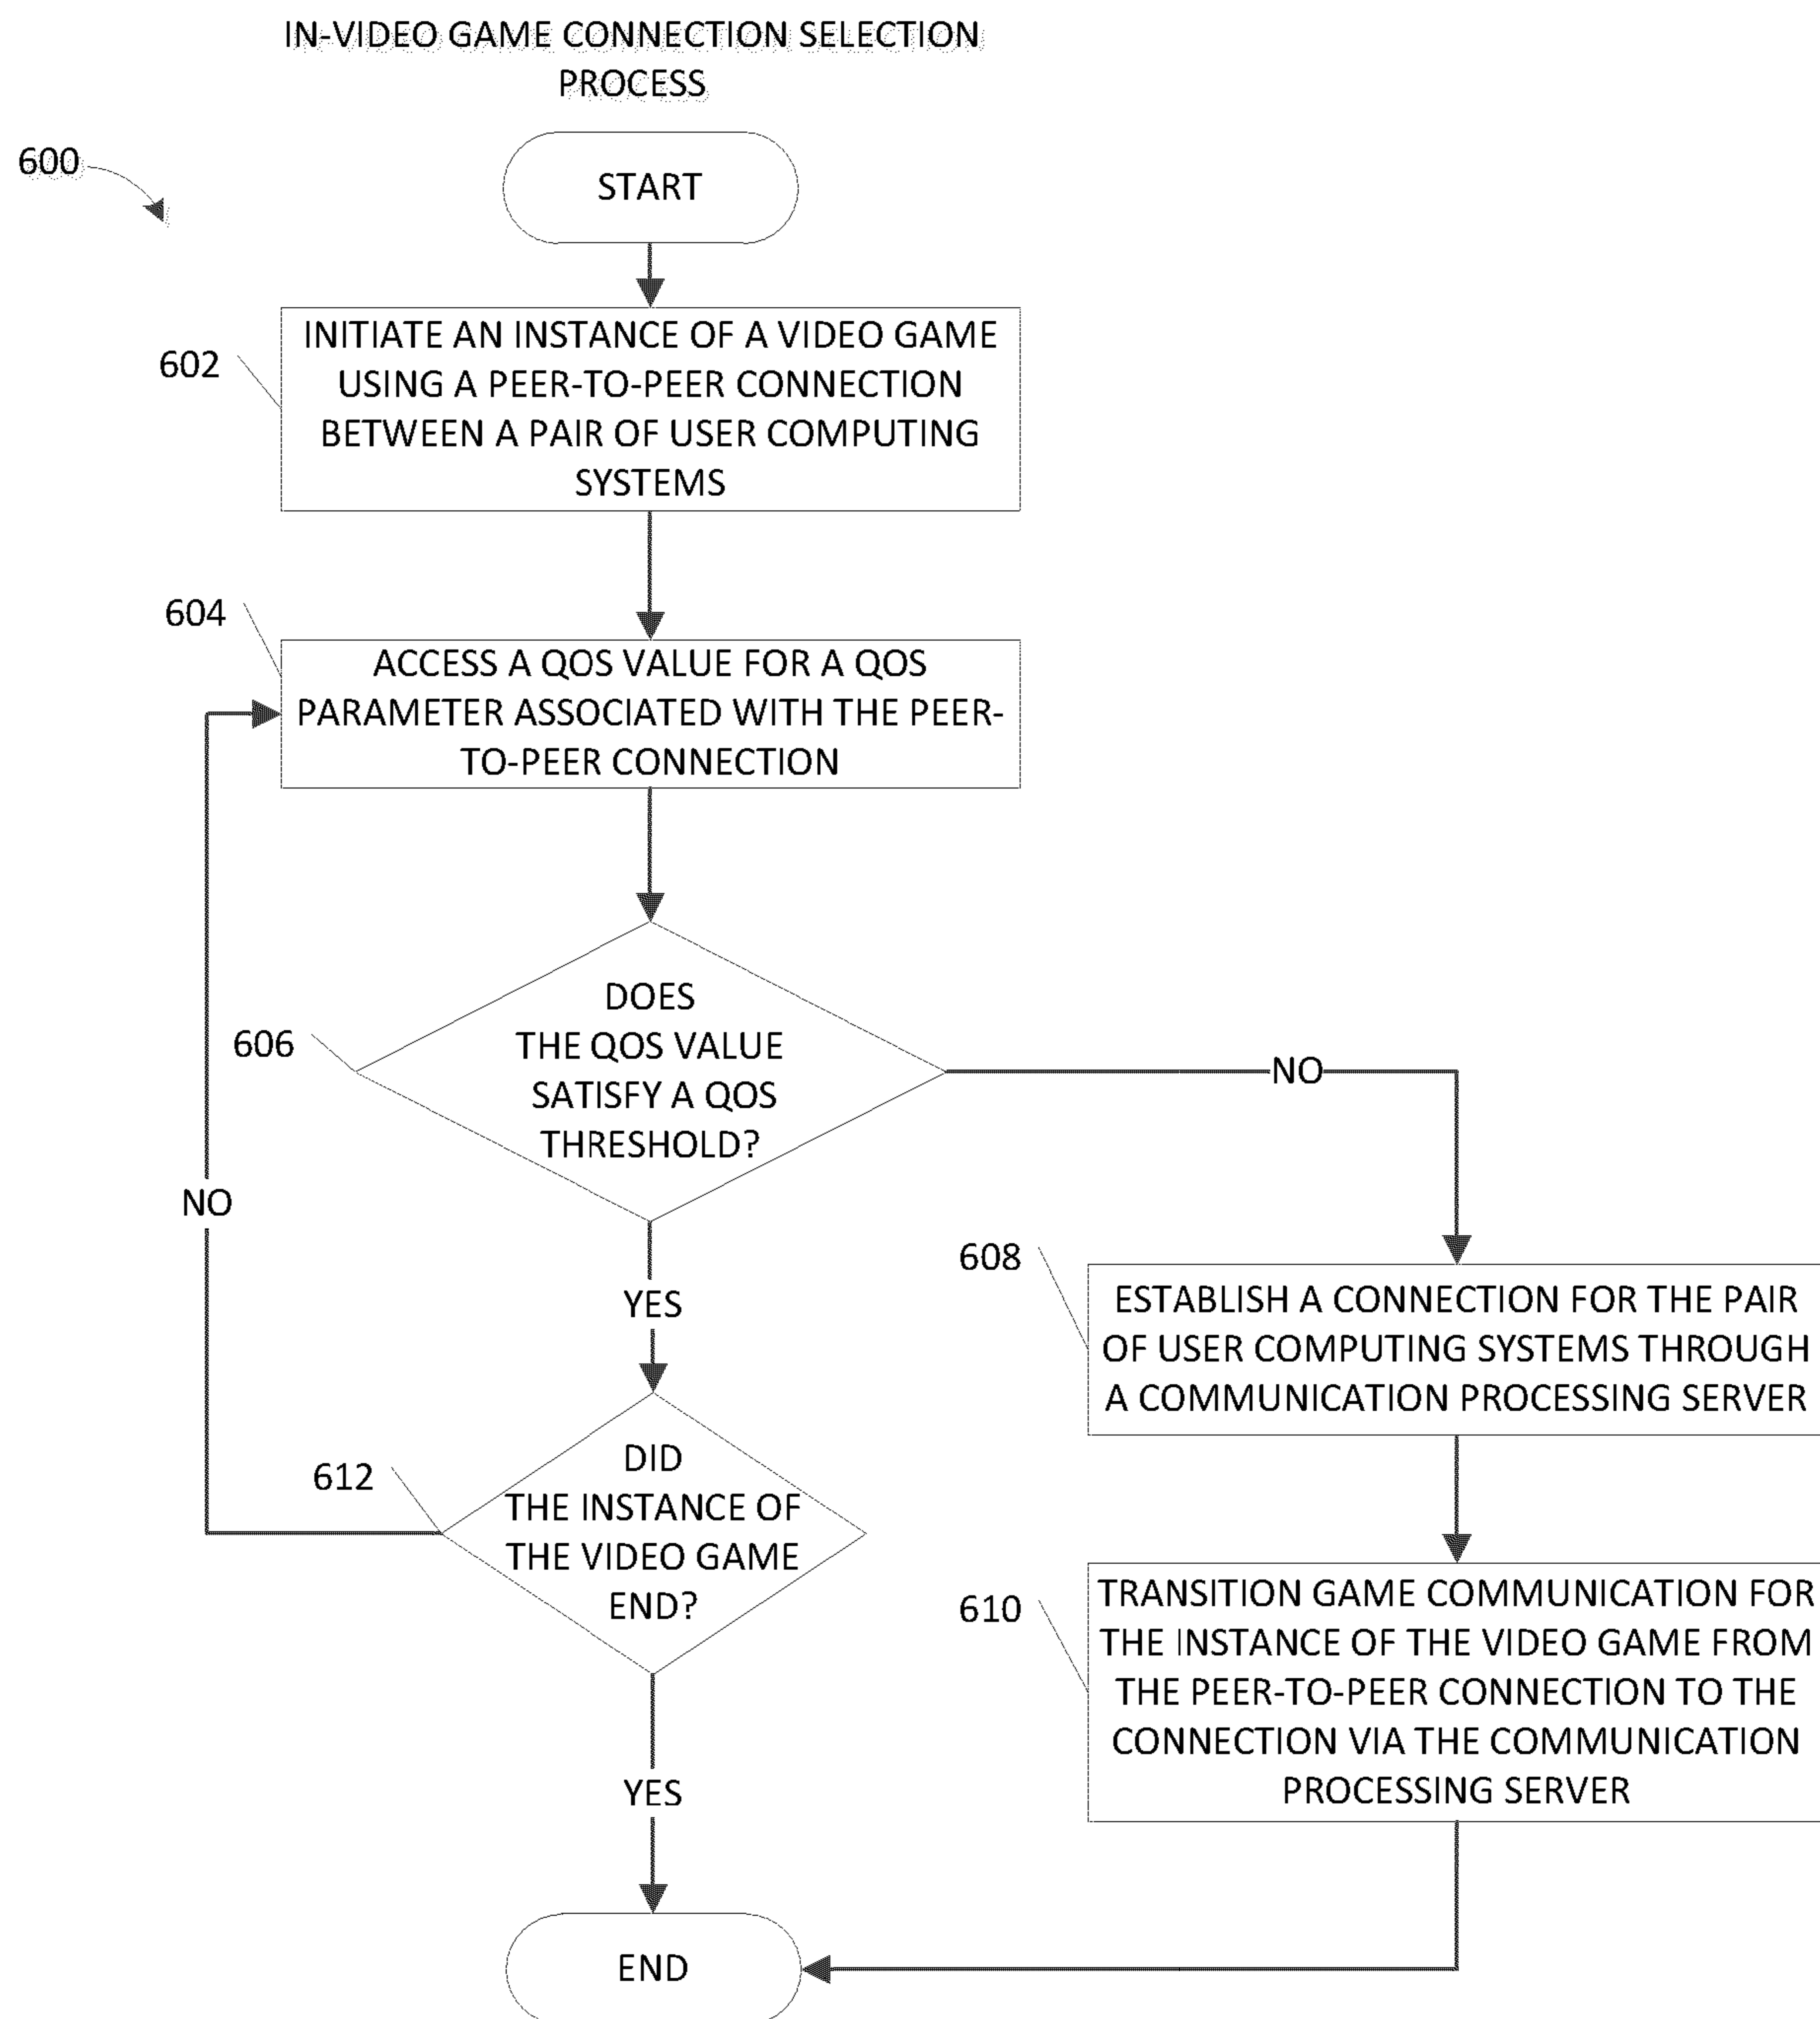 IN-VIDEO GAME CONNECTION SELECTION
PROCESS
600
START
602
INITIATE AN INSTANCE OF A VIDEO GAME
USING A PEER-TO-PEER CONNECTION
BETWEEN A PAIR OF USER COMPUTING
SYSTEMS
604
ACCESS A QOS VALUE FOR A QOS
PARAMETER ASSOCIATED WITH THE PEER-
TO-PEER CONNECTION
606
DOES
THE QOS VALUE
SATISFY A QOS
THRESHOLD?
NO
NO
YES
608
ESTABLISH A CONNECTION FOR THE PAIR
OF USER COMPUTING SYSTEMS THROUGH
A COMMUNICATION PROCESSING SERVER
612
DID
THE INSTANCE OF
THE VIDEO GAME
END?
610
TRANSITION GAME COMMUNICATION FOR
THE INSTANCE OF THE VIDEO GAME FROM
THE PEER-TO-PEER CONNECTION TO THE
CONNECTION VIA THE COMMUNICATION
PROCESSING SERVER
YES
END